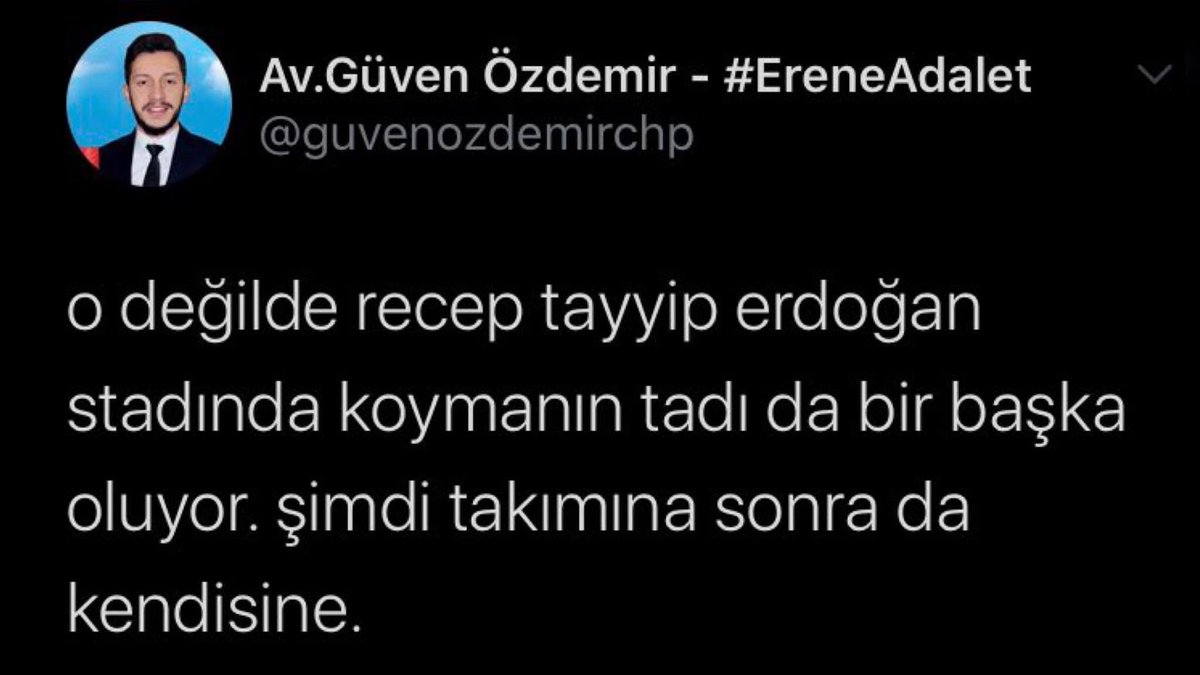 Av.Güven Özdemir - #EreneAdalet
@guvenozdemirchp
o değilde recep tayyip erdoğan
stadında koymanın tadı da bir başka
oluyor. şimdi takımına sonra da
kendisine.